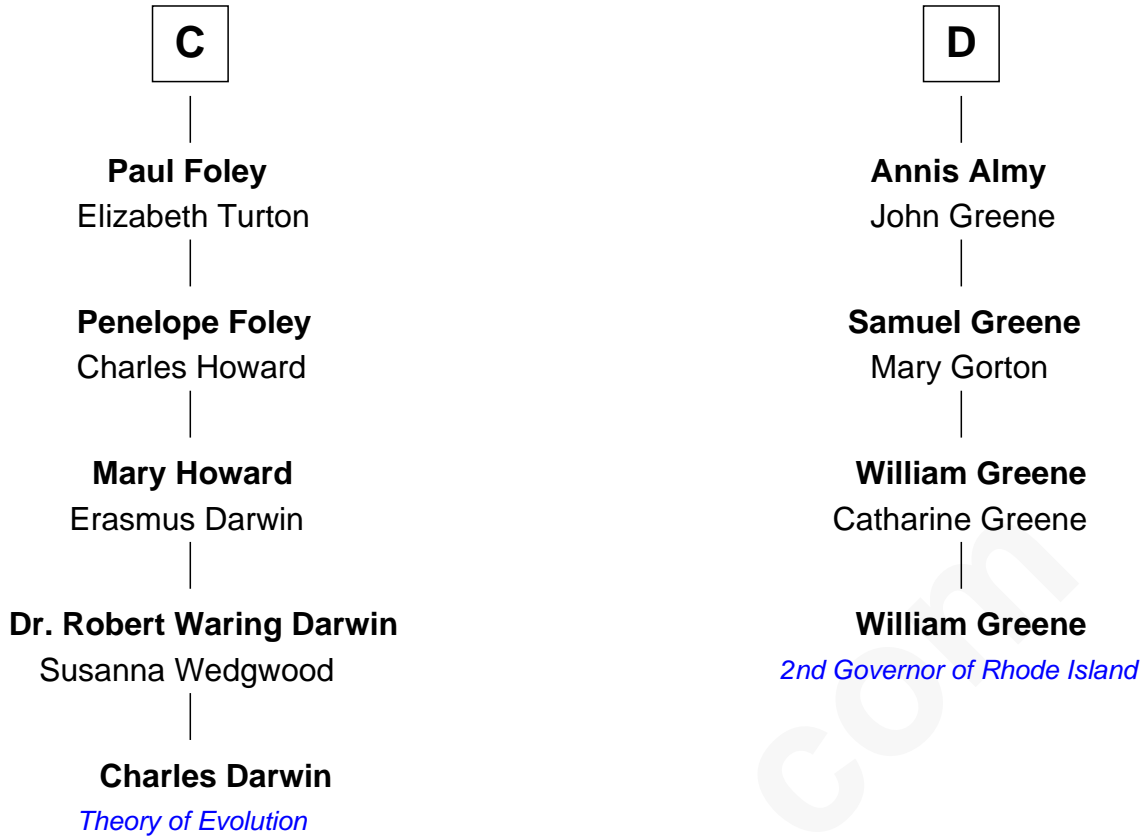 C
Paul Foley
Elizabeth Turton
Penelope Foley
Charles Howard
Mary Howard
Erasmus Darwin
Dr. Robert Waring Darwin
Susanna Wedgwood
Charles Darwin
Theory of Evolution
D
Annis Almy
John Greene
Samuel Greene
Mary Gorton
William Greene
Catharine Greene
William Greene
2nd Governor of Rhode Island
com